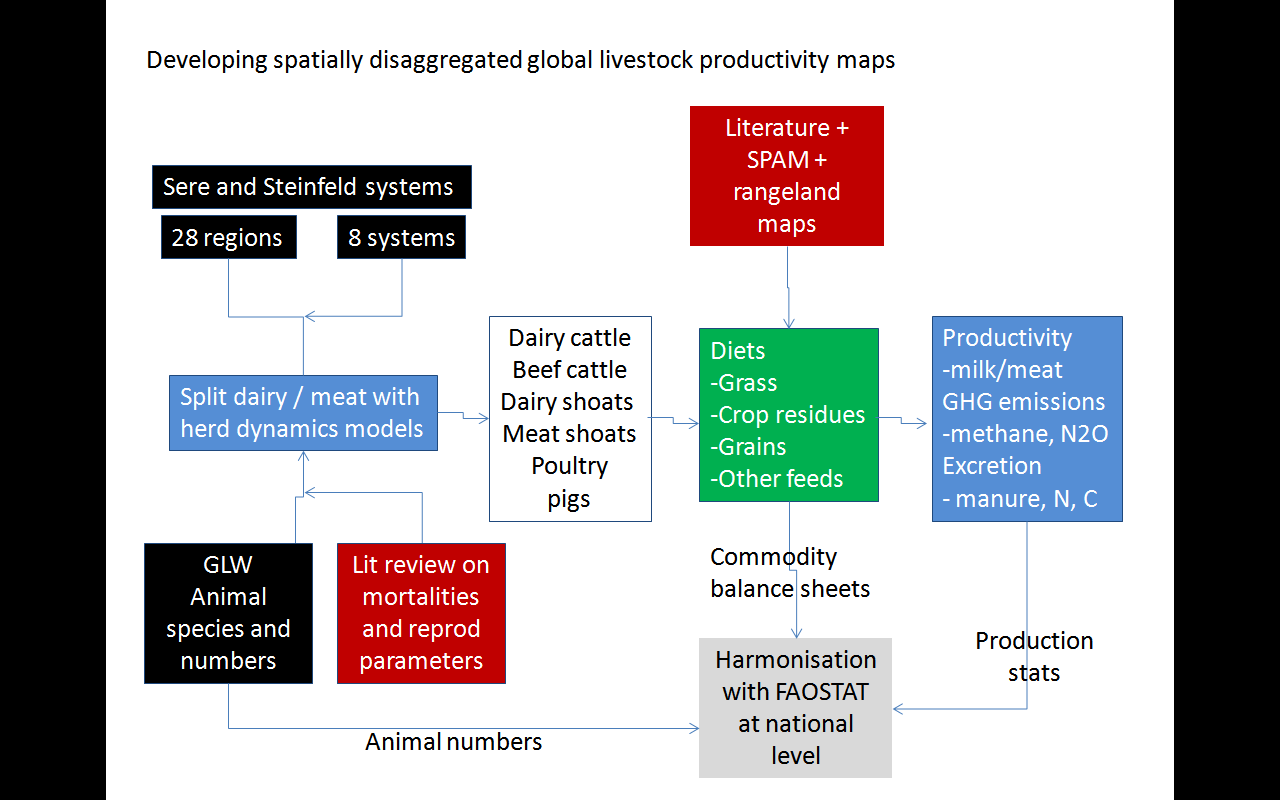 Developing spatially disaggregated global livestock productivity maps
Literature +
SPAM +
rangeland
maps
Sere and Steinfeld systems
28 regions
8 systems
Split dairy / meat with
herd dynamics models
Dairy cattle
Beef cattle
Dairy shoats
Meat shoats
Poultry
pigs
Diets
-Grass
-Crop residues
-Grains
-Other feeds
Productivity
-milk/meat
GHG emissions
-methane, N2O
Excretion
- manure, N, C
GLW
Animal
species and
numbers
Lit review on
mortalities
and reprod
parameters
Commodity
balance sheets
Harmonisation
with FAOSTAT
at national
level
Production
stats
Animal numbers